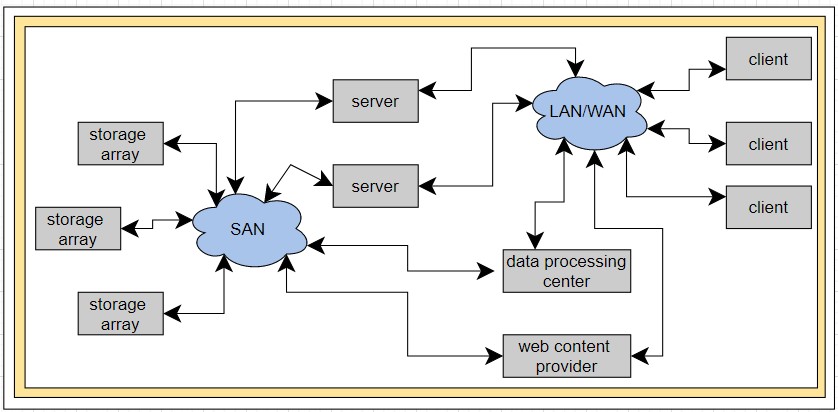 client
server
LAN/WAN
storage
array
client
server
client
storage
array
SAN
data processing
center
storage
array
web content
provider